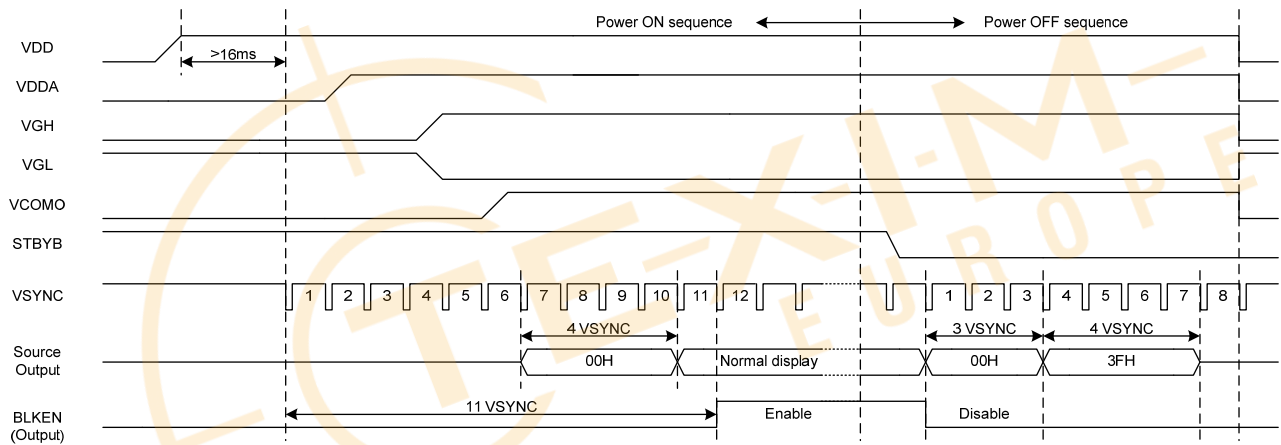 Power ON sequence Power OFF sequence
VDD
>16ms
VDDA
VGH
VGL
VCOMO
STBYB
VSYNC 1 2 3 4 5 6 7 8 9 10 11 12 1 2 3 4 5 6 7 8
4 VSYNC 3 VSYNC 4 VSYNC
Source
Output
00H Normal display 00H 3FH
11 VSYNC
BLKEN
(Output)
Enable Disable
TEXIM
EUROPE